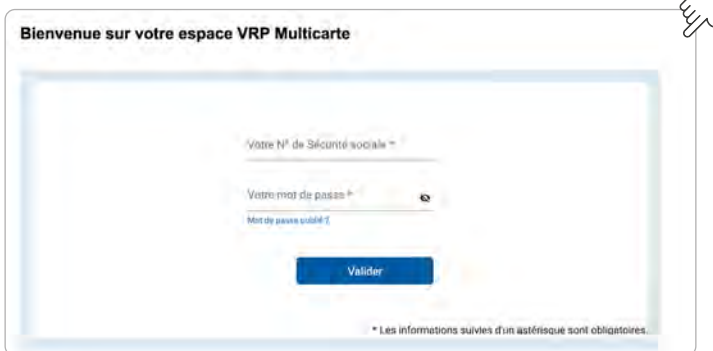 Bienvenue sur votre espace VRP Multicarte
Votre N° de Sécurité sociale *
Votre mot de passe *
Mot de passe oublié ?
Valider
* Les informations suivies d'un astérisque sont obligatoires.